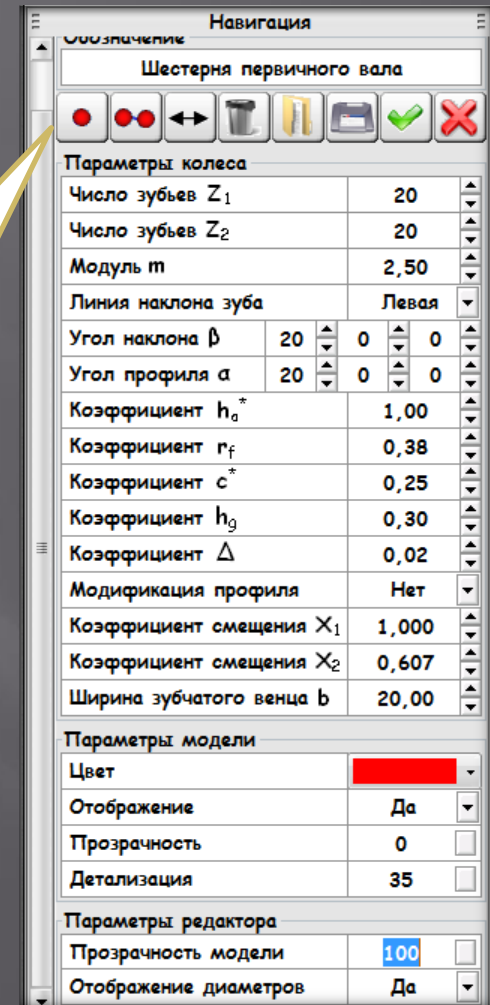 Навигация
Обозначение
Шестерня первичного вала
Параметры колеса
Число зубьев Z₁ 20
Число зубьев Z₂ 20
Модуль m 2,50
Линия наклона зуба Левая
Угол наклона β 20 0 0
Угол профиля α 20 0 0
Коэффициент hₐ* 1,00
Коэффициент r_f 0,38
Коэффициент c* 0,25
Коэффициент h_g 0,30
Коэффициент Δ 0,02
Модификация профиля Нет
Коэффициент смещения X₁ 1,000
Коэффициент смещения X₂ 0,607
Ширина зубчатого венца b 20,00
Параметры модели
Цвет
Отображение Да
Прозрачность 0
Детализация 35
Параметры редактора
Прозрачность модели 100
Отображение диаметров Да